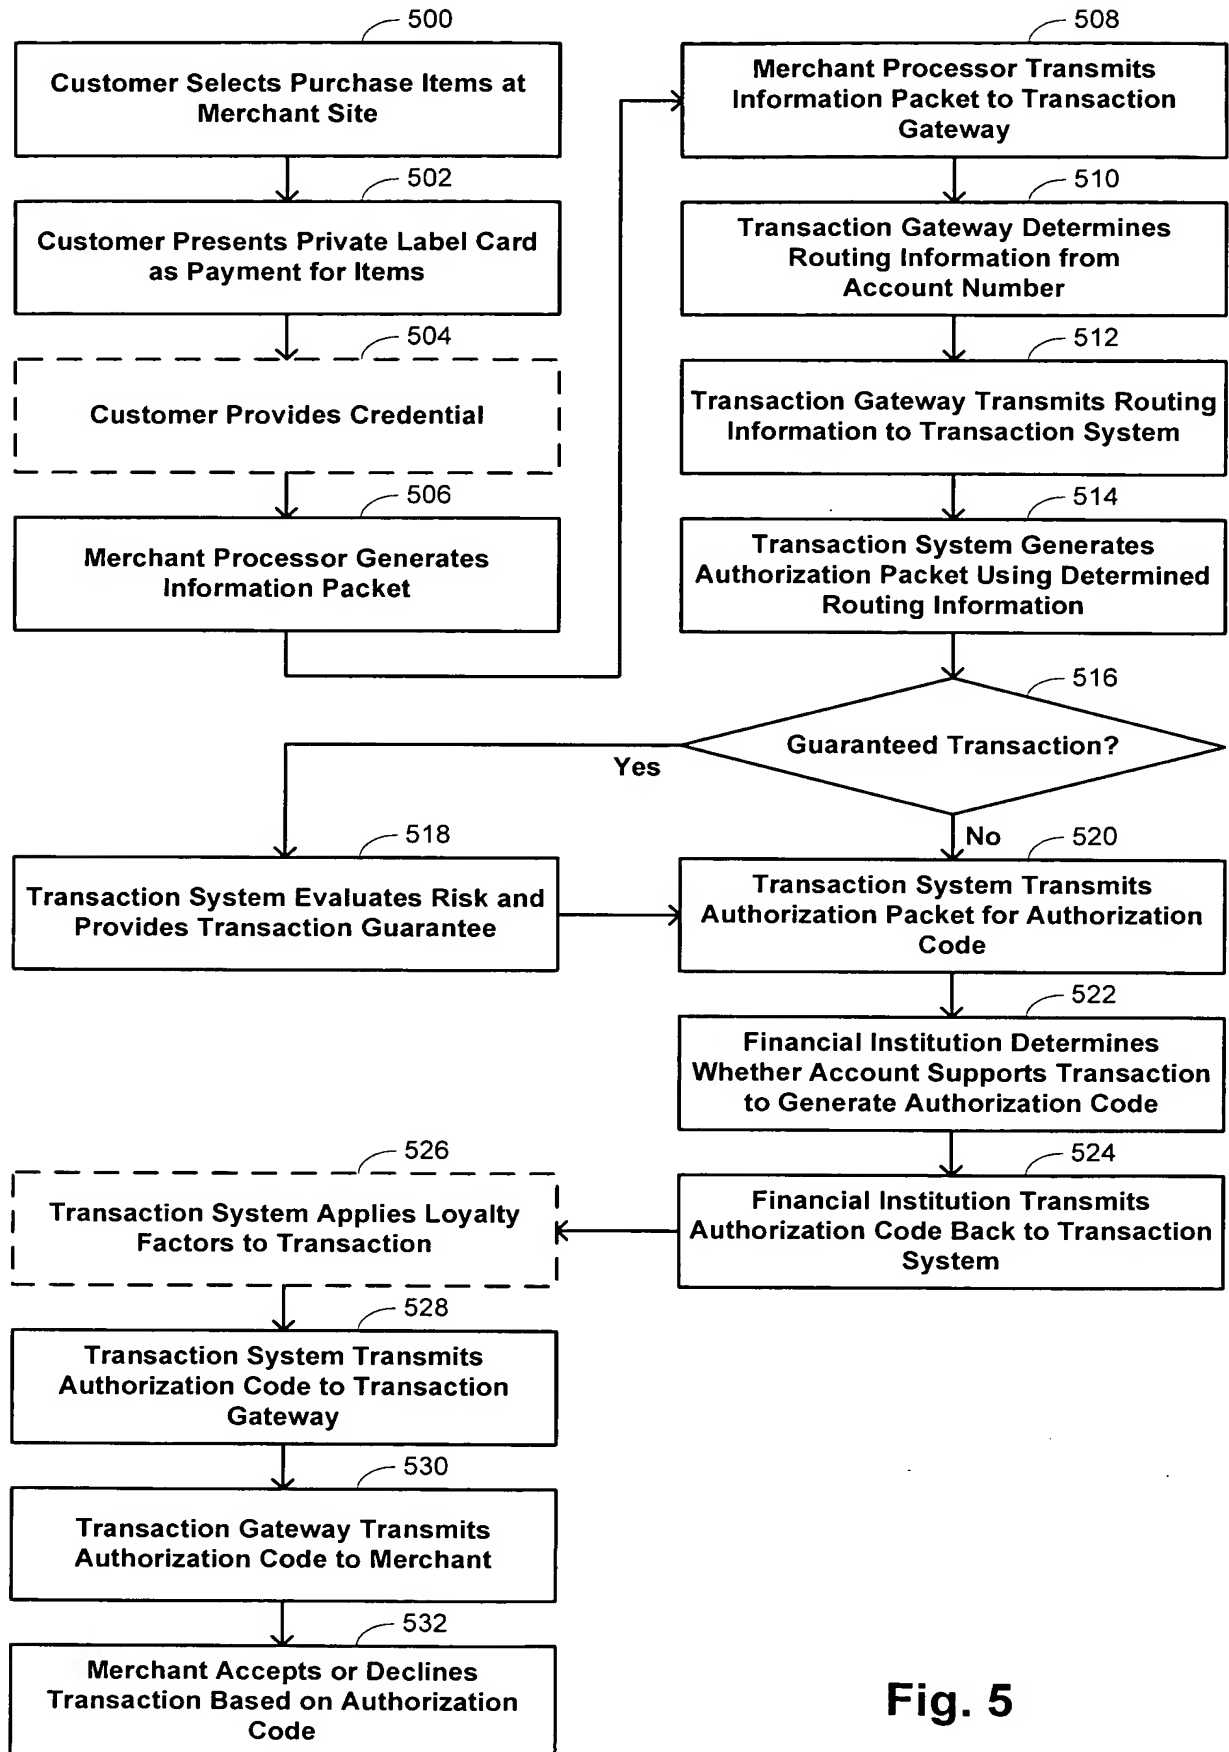 500
Customer Selects Purchase Items at
Merchant Site
502
Customer Presents Private Label Card
as Payment for Items
504
Customer Provides Credential
506
Merchant Processor Generates
Information Packet
508
Merchant Processor Transmits
Information Packet to Transaction
Gateway
510
Transaction Gateway Determines
Routing Information from
Account Number
512
Transaction Gateway Transmits Routing
Information to Transaction System
514
Transaction System Generates
Authorization Packet Using Determined
Routing Information
516
Guaranteed Transaction?
Yes
No
518
Transaction System Evaluates Risk and
Provides Transaction Guarantee
520
Transaction System Transmits
Authorization Packet for Authorization
Code
522
Financial Institution Determines
Whether Account Supports Transaction
to Generate Authorization Code
524
Financial Institution Transmits
Authorization Code Back to Transaction
System
526
Transaction System Applies Loyalty
Factors to Transaction
528
Transaction System Transmits
Authorization Code to Transaction
Gateway
530
Transaction Gateway Transmits
Authorization Code to Merchant
532
Merchant Accepts or Declines
Transaction Based on Authorization
Code
Fig. 5